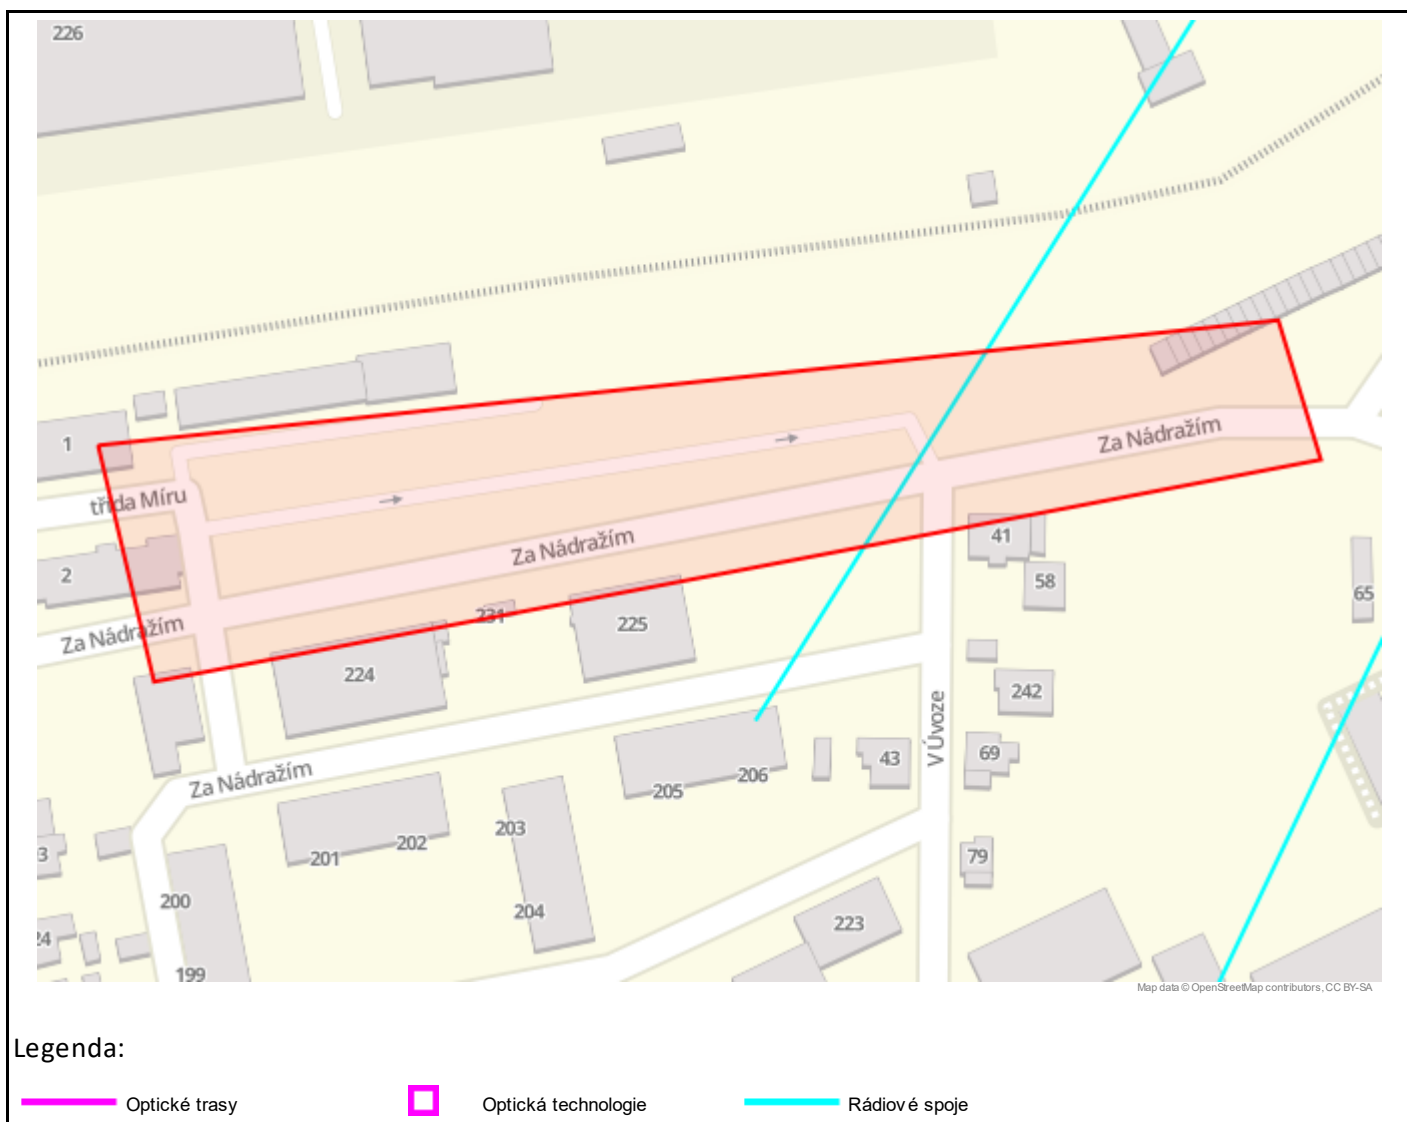 226
1
třída Míru
2
Za Nádražím
Za Nádražím
Za Nádražím
231
225
224
41
58
65
242
V Úvoze
69
43
206
205
Za Nádražím
203
202
201
79
200
204
223
24
199
Map data © OpenStreetMap contributors, CC BY-SA
Legenda:
Optické trasy
Optická technologie
Rádiové spoje